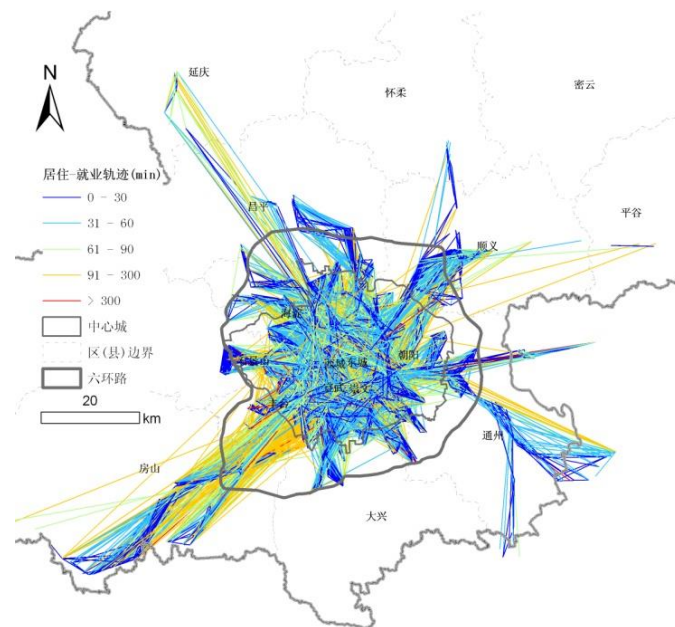 延庆
怀柔
密云
N
居住-就业轨迹(min)
0 - 30
31 - 60
61 - 90
91 - 300
> 300
中心城
区(县)边界
六环路
20
km
昌平
平谷
顺义
朝阳
通州
房山
大兴